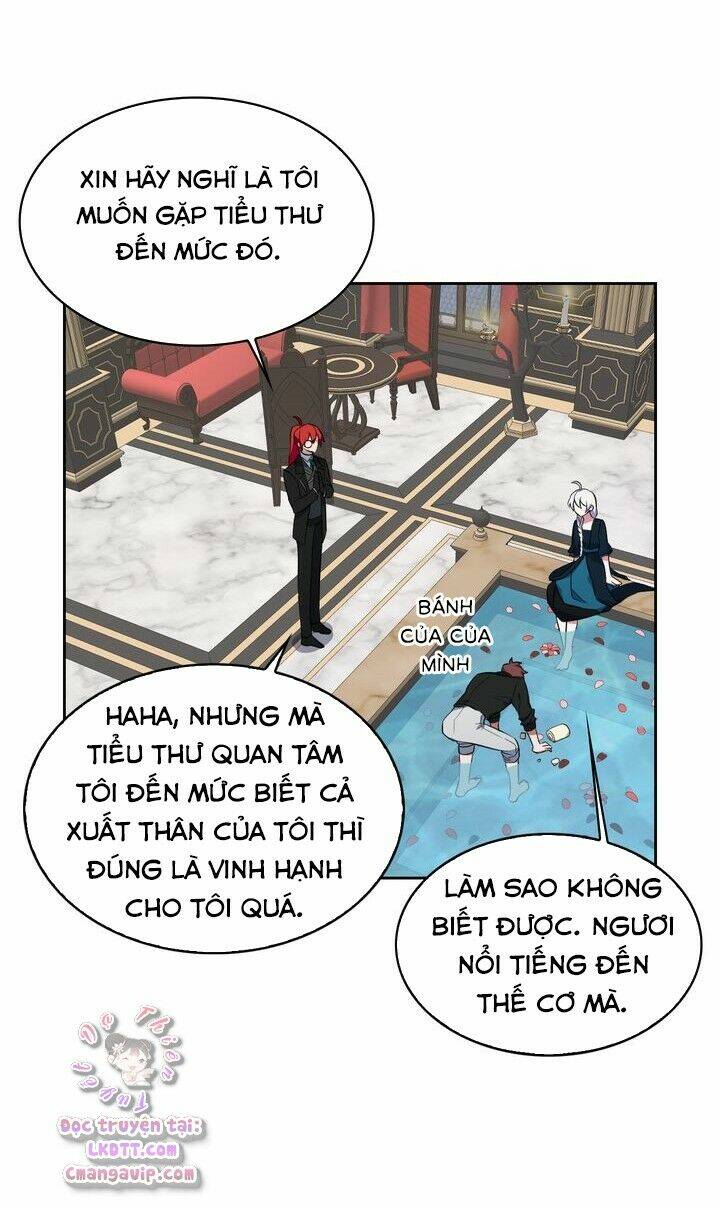 XIN HÃY NGHĨ LÀ TÔI
MUỐN GẶP TIỂU THƯ
ĐẾN MỨC ĐÓ.
BÁNH
CỦA CỦA
MÌNH
HAHA, NHƯNG MÀ
TIỂU THƯ QUAN TÂM
TÔI ĐẾN MỨC BIẾT CẢ
XUẤT THÂN CỦA TÔI THÌ
ĐÚNG LÀ VINH HẠNH
CHO TÔI QUÁ.
LÀM SAO KHÔNG
BIẾT ĐƯỢC. NGƯƠI
NỔI TIẾNG ĐẾN
THẾ CƠ MÀ.
Tuyệt Dạ Thiên
Đọc truyện tại:
LKDTT.com
Cmangavip.com